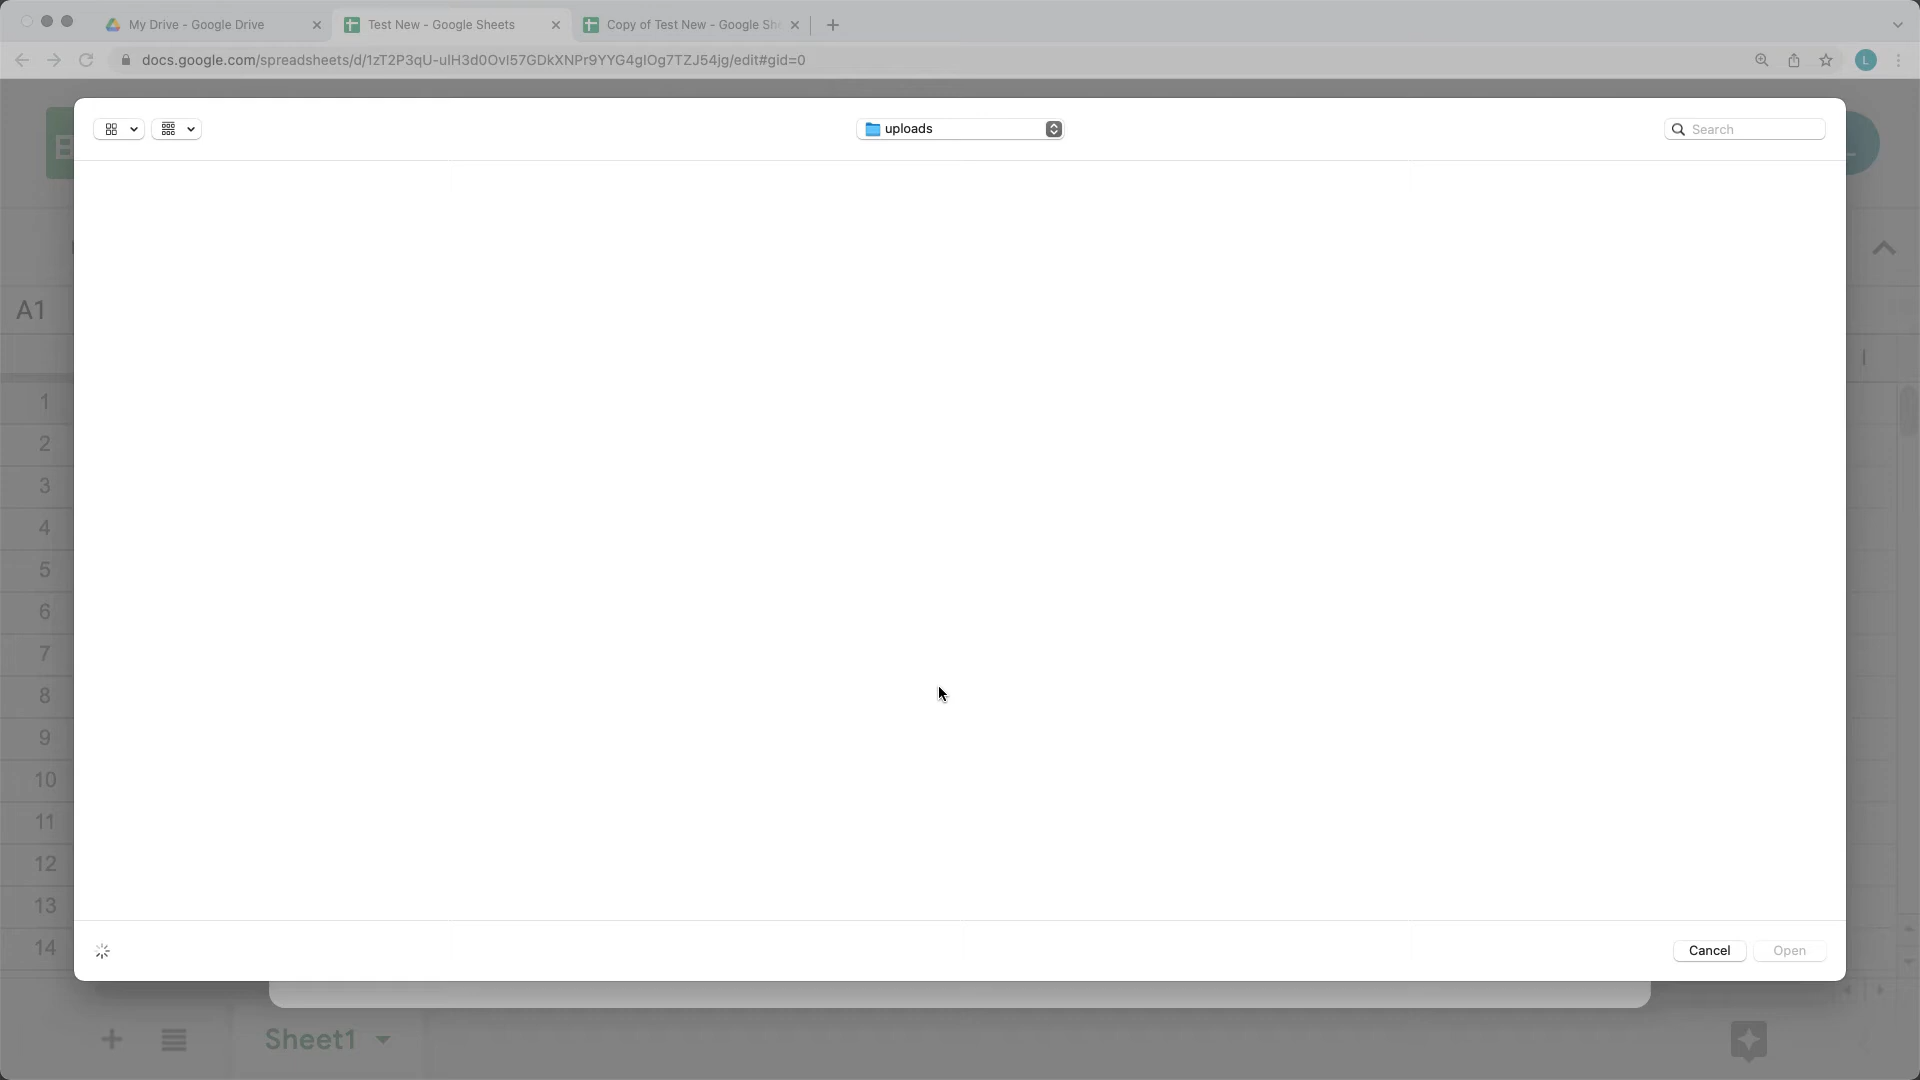 My Drive - Google Drive
Test New - Google Sheets
Copy of Test New - Google She
docs.google.com/spreadsheets/d/1zT2P3qU-uIH3d0OvI57GDkXNPr9YYG4gIOg7TZJ54jg/edit#gid=0
L
uploads
Search
A1
I
1
2
3
4
5
6
7
8
9
10
11
12
13
14
Cancel
Open
Sheet1